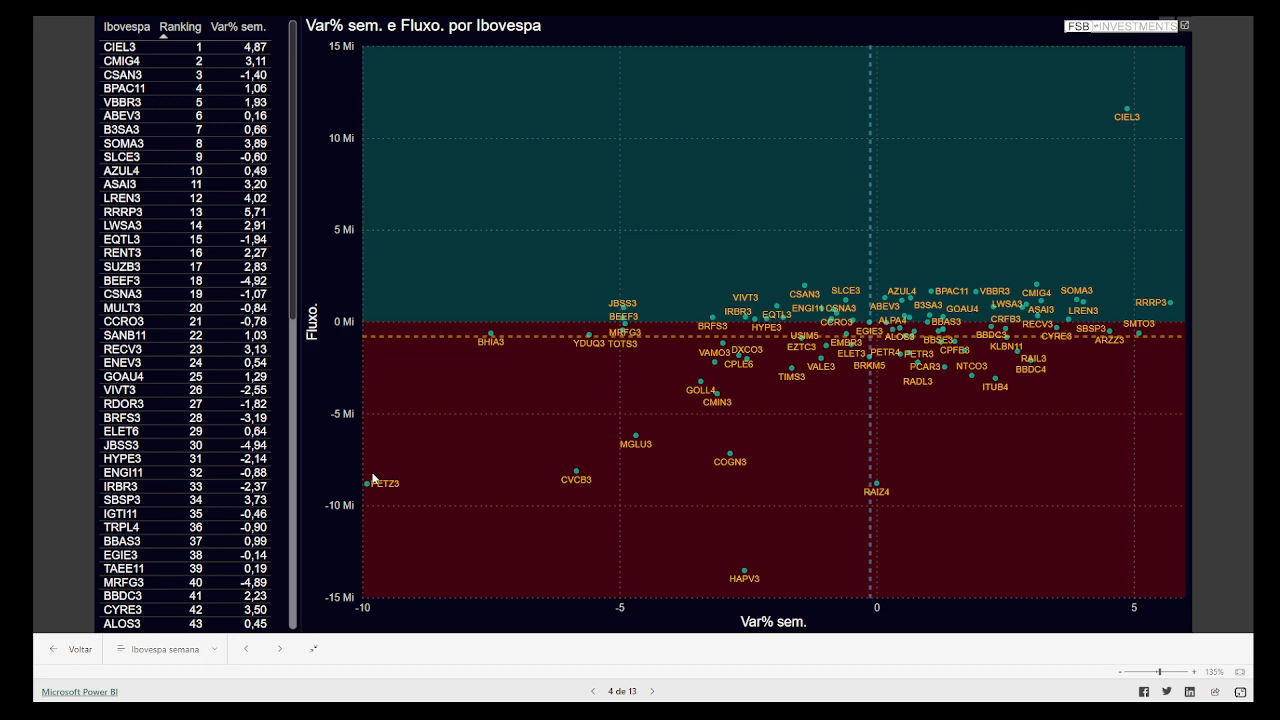 Ibovespa Ranking Var% sem.
CIEL3 1 4,87
CMIG4 2 3,11
CSAN3 3 -1,40
BPAC11 4 1,06
VBBR3 5 1,93
ABEV3 6 0,16
B3SA3 7 0,66
SOMA3 8 3,89
SLCE3 9 -0,60
AZUL4 10 0,49
ASAI3 11 3,20
LREN3 12 4,02
RRRP3 13 5,71
LWSA3 14 2,91
EQTL3 15 -1,94
RENT3 16 2,27
SUZB3 17 2,83
BEEF3 18 -4,92
CSNA3 19 -1,07
MULT3 20 -0,84
CCRO3 21 -0,78
SANB11 22 1,03
RECV3 23 3,13
ENEV3 24 0,54
GOAU4 25 1,29
VIVT3 26 -2,55
RDOR3 27 -1,82
BRFS3 28 -3,19
ELET6 29 0,64
JBSS3 30 -4,94
HYPE3 31 -2,14
ENGI11 32 -0,88
IRBR3 33 -2,37
SBSP3 34 3,73
IGTI11 35 -0,46
TRPL4 36 -0,90
BBAS3 37 0,99
EGIE3 38 -0,14
TAEE11 39 0,19
MRFG3 40 -4,89
BBDC3 41 2,23
CYRE3 42 3,50
ALOS3 43 0,45
Var% sem. e Fluxo. por Ibovespa
FSB INVESTMENTS
15 Mi
10 Mi
5 Mi
0 Mi
-5 Mi
-10 Mi
-15 Mi
Fluxo.
CIEL3
CSAN3
SLCE3
AZUL4
BPAC11
VBBR3
CMIG4
SOMA3
RRRP3
JBSS3
VIVT3
BEEF3
IRBR3
EQTL3
ENGI11
CSNA3
ABEV3
B3SA3
GOAU4
LWSA3
ASAI3
LREN3
BRFS3
HYPE3
CCRO3
ALPA4
BBAS3
CRFB3
RECV3
SBSP3
SMTO3
BHIA3
YDUQ3
MRFG3
TOTS3
USIM5
EZTC3
EMBR3
EGIE3
ALOS3
BBSE3
BBDC3
CYRE3
ARZZ3
VAMO3
DXCO3
CPLE6
ELET3
PETR4
PETR3
CPFE3
KLBN11
RAIL3
TIMS3
VALE3
BRKM5
PCAR3
RADL3
NTCO3
BBDC4
ITUB4
GOLL4
CMIN3
MGLU3
COGN3
CVCB3
PETZ3
RAIZ4
HAPV3
-10 -5 0 5
Var% sem.
Voltar Ibovespa semana
- + 135%
Microsoft Power BI 4 de 13